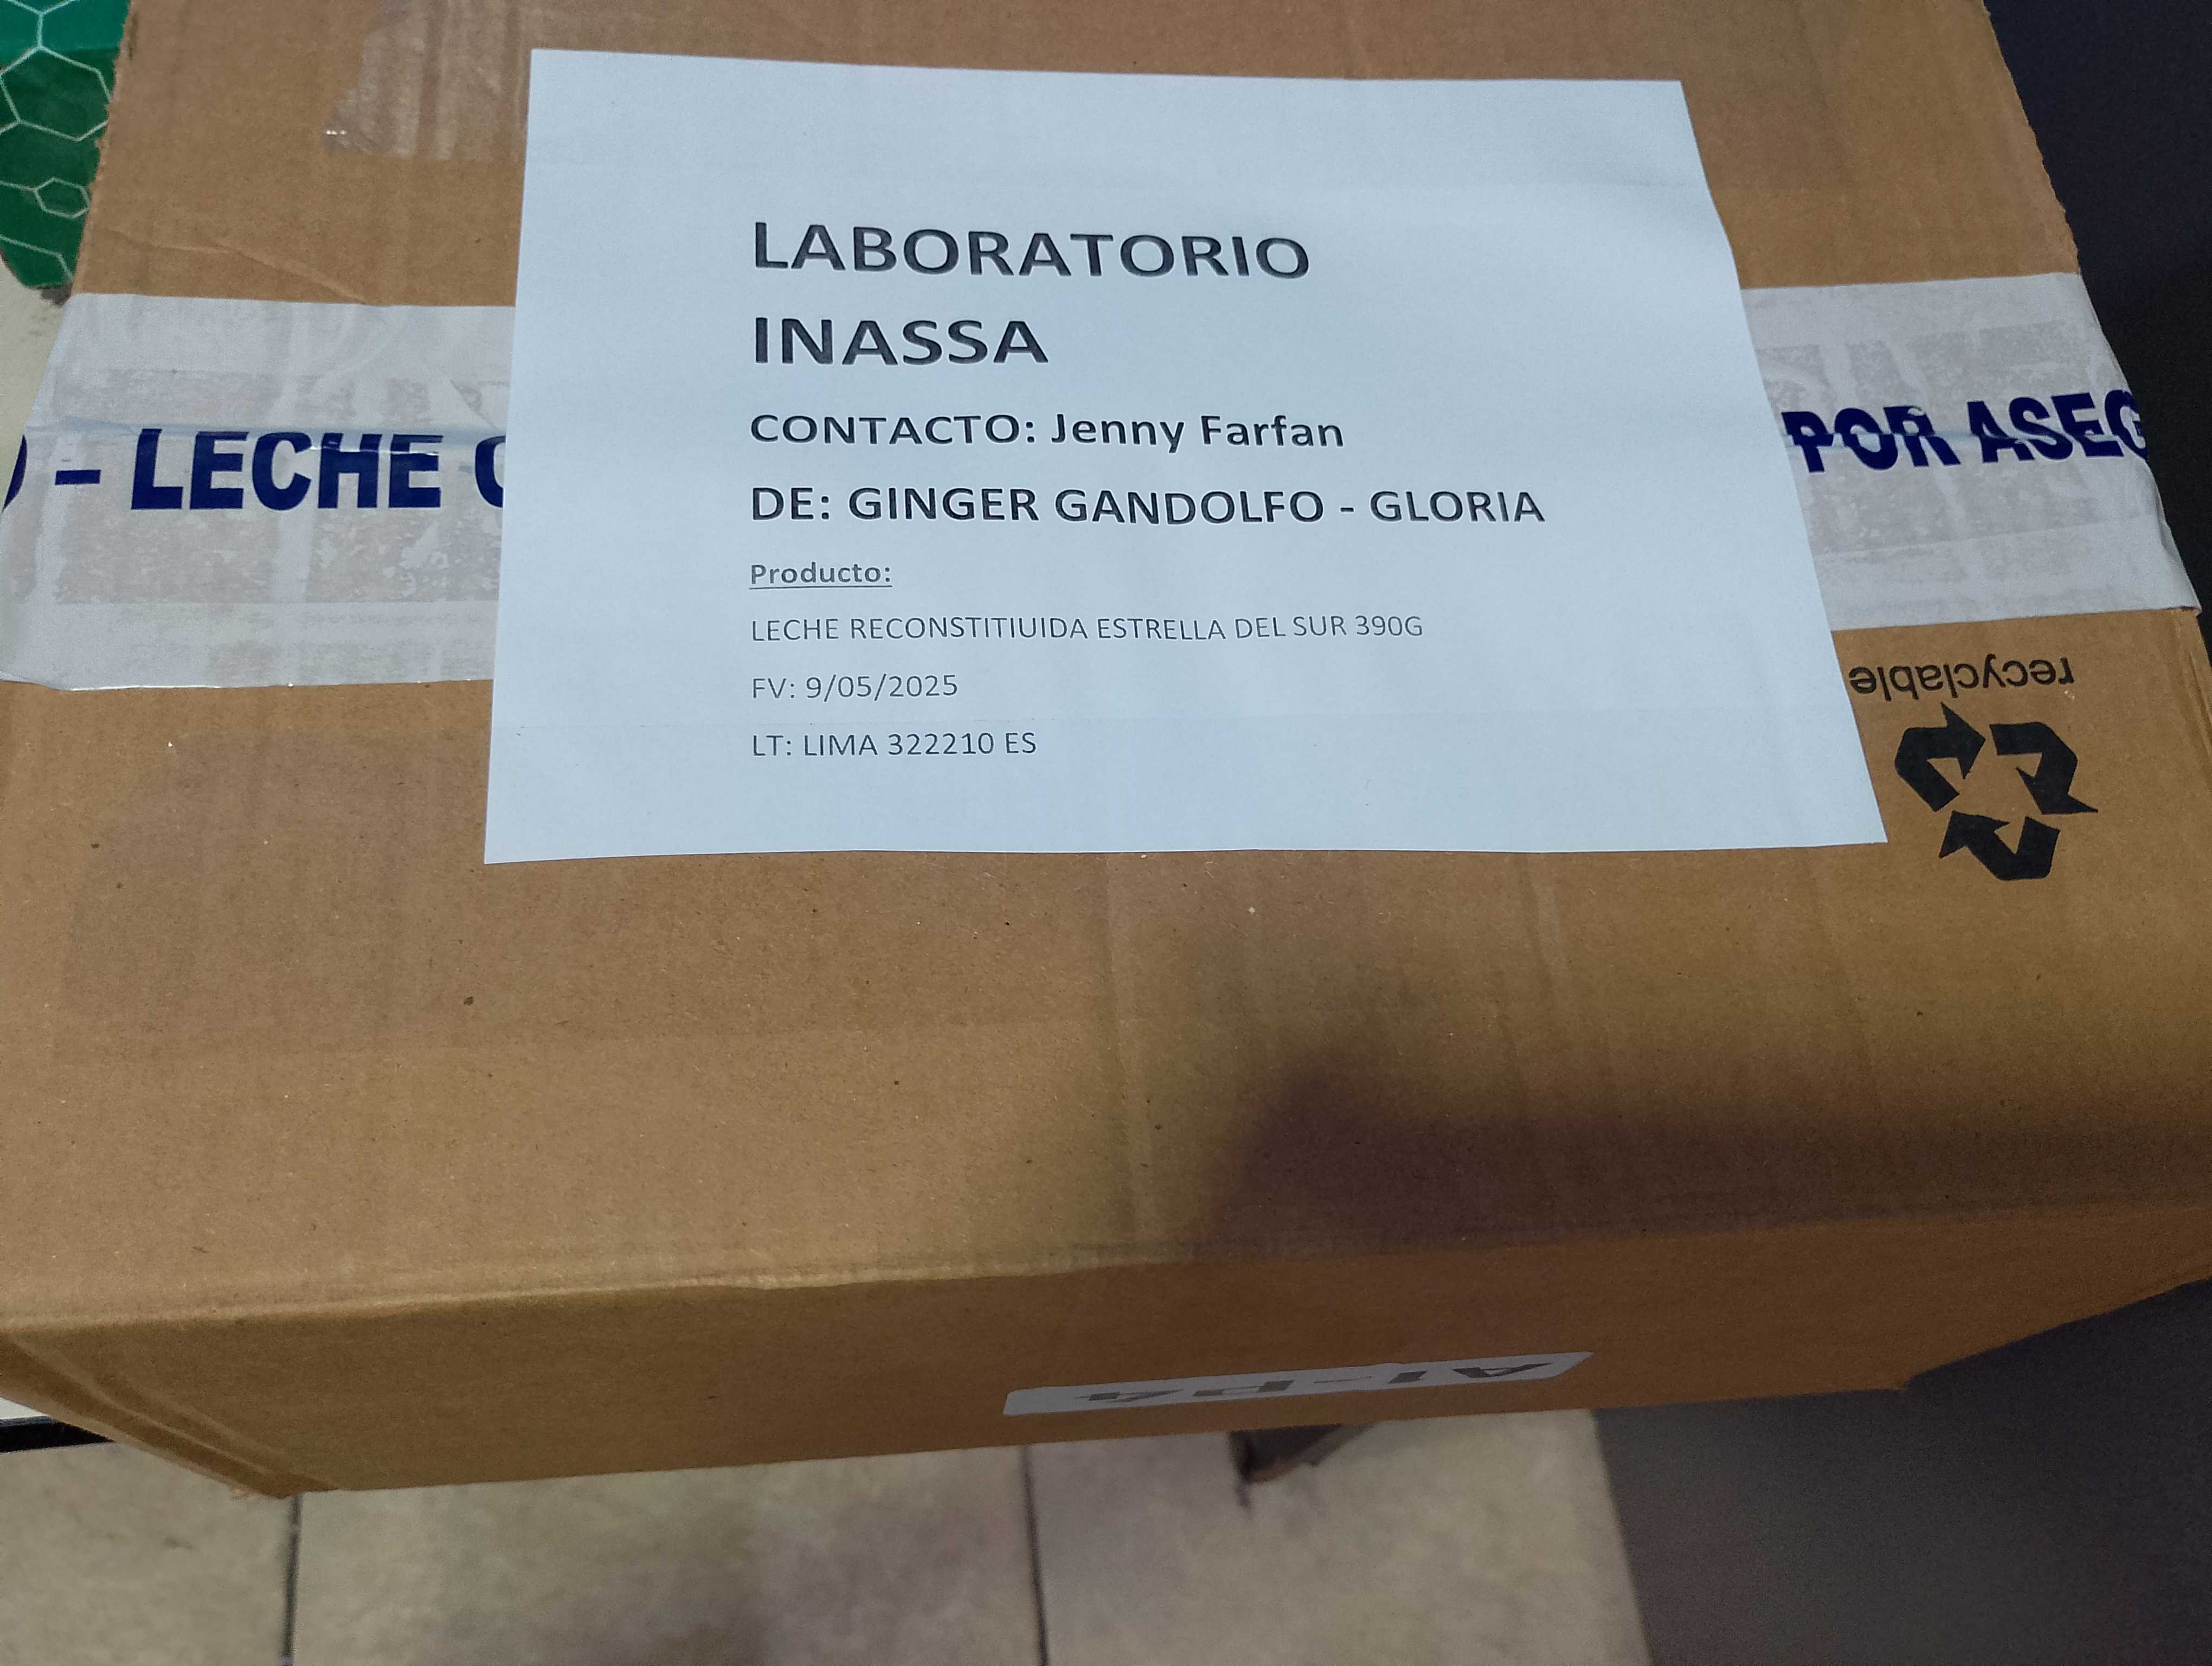 LABORATORIO
INASSA
CONTACTO: Jenny Farfan
DE: GINGER GANDOLFO - GLORIA
Producto:
LECHE RECONSTITIUIDA ESTRELLA DEL SUR 390G
FV: 9/05/2025
LT: LIMA 322210 ES
– LECHE
POR
recyclable